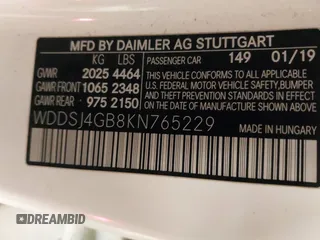 MFD BY DAIMLER AG STUTTGART
KG LBS PASSENGER CAR 149 01/19
GVWR 2025 4464
GAWR FRONT 1065 2348
GAWR REAR 975 2150
THIS VEHICLE CONFORMS TO ALL
APPLICABLE FEDERAL MOTOR VEHICLE SAFETY,
BUMPER, AND THEFT PREVENTION STANDARDS
IN EFFECT ON THE DATE OF MANUFACTURE
SHOWN ABOVE.
WDDSJ4GB8KN765229
MADE IN HUNGARY
DREAMBID